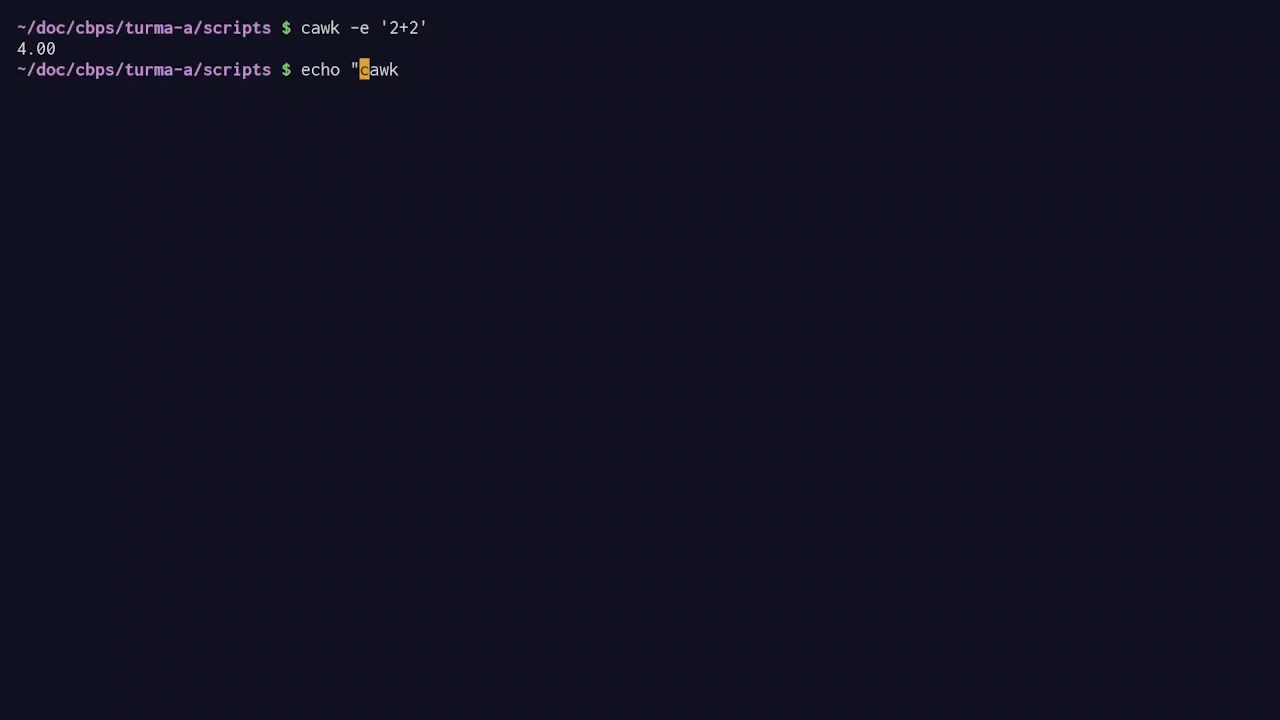 ~/doc/cbps/turma-a/scripts $ cawk -e '2+2'
4.00
~/doc/cbps/turma-a/scripts $ echo "cawk